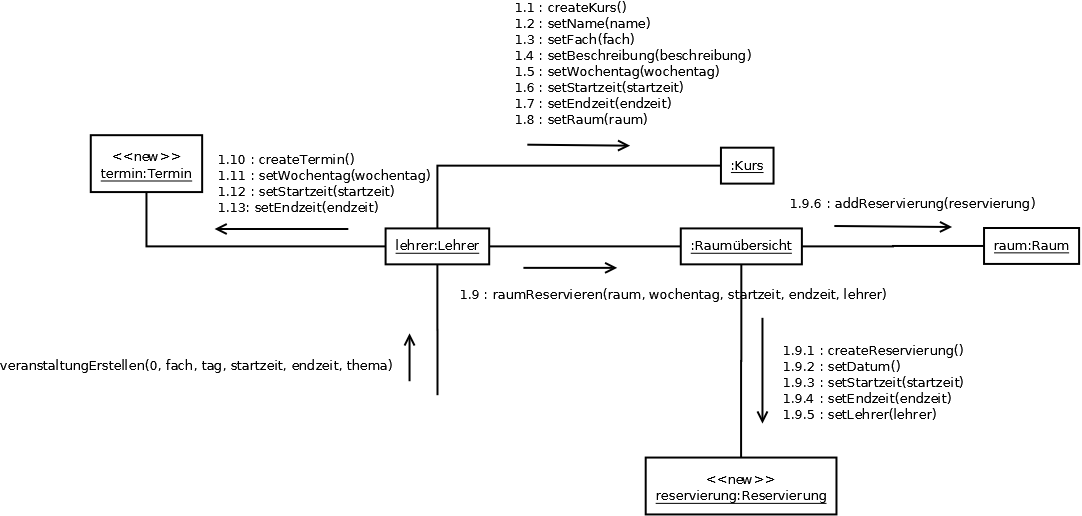 1.1 : createKurs()
1.2 : setName(name)
1.3 : setFach(fach)
1.4 : setBeschreibung(beschreibung)
1.5 : setWochentag(wochentag)
1.6 : setStartzeit(startzeit)
1.7 : setEndzeit(endzeit)
1.8 : setRaum(raum)
<<new>>
termin:Termin
1.10 : createTermin()
1.11 : setWochentag(wochentag)
1.12 : setStartzeit(startzeit)
1.13: setEndzeit(endzeit)
:Kurs
1.9.6 : addReservierung(reservierung)
lehrer:Lehrer
:Raumübersicht
raum:Raum
1.9 : raumReservieren(raum, wochentag, startzeit, endzeit, lehrer)
veranstaltungErstellen(0, fach, tag, startzeit, endzeit, thema)
1.9.1 : createReservierung()
1.9.2 : setDatum()
1.9.3 : setStartzeit(startzeit)
1.9.4 : setEndzeit(endzeit)
1.9.5 : setLehrer(lehrer)
<<new>>
reservierung:Reservierung